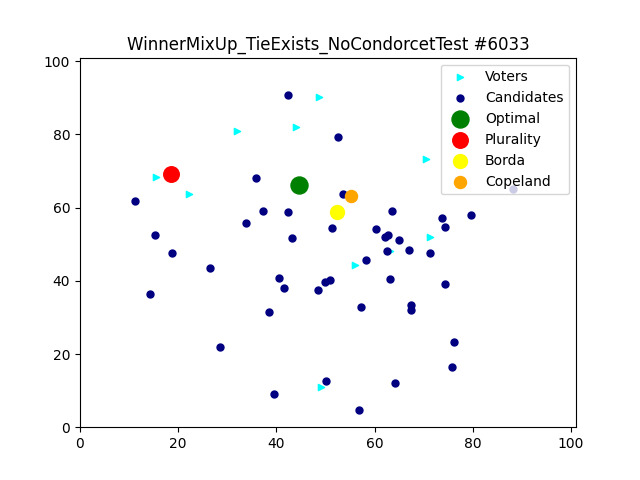 WinnerMixUp_TieExists_NoCondorcetTest #6033
Voters
Candidates
Optimal
Plurality
Borda
Copeland
100
80
60
40
20
0
0 20 40 60 80 100